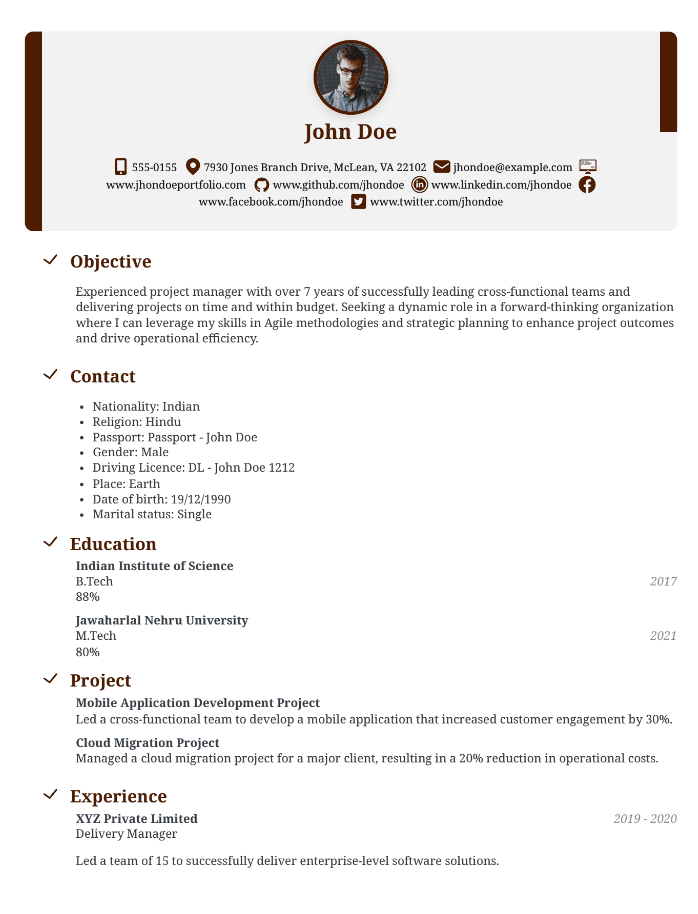 John Doe
555-0155 7930 Jones Branch Drive, McLean, VA 22102 jhondoe@example.com
www.jhondoeportfolio.com www.github.com/jhondoe www.linkedin.com/jhondoe
www.facebook.com/jhondoe www.twitter.com/jhondoe
Objective
Experienced project manager with over 7 years of successfully leading cross-functional teams and
delivering projects on time and within budget. Seeking a dynamic role in a forward-thinking organization
where I can leverage my skills in Agile methodologies and strategic planning to enhance project outcomes
and drive operational efficiency.
Contact
• Nationality: Indian
• Religion: Hindu
• Passport: Passport - John Doe
• Gender: Male
• Driving Licence: DL - John Doe 1212
• Place: Earth
• Date of birth: 19/12/1990
• Marital status: Single
Education
Indian Institute of Science
B.Tech 2017
88%
Jawaharlal Nehru University
M.Tech 2021
80%
Project
Mobile Application Development Project
Led a cross-functional team to develop a mobile application that increased customer engagement by 30%.
Cloud Migration Project
Managed a cloud migration project for a major client, resulting in a 20% reduction in operational costs.
Experience
XYZ Private Limited 2019 - 2020
Delivery Manager
Led a team of 15 to successfully deliver enterprise-level software solutions.